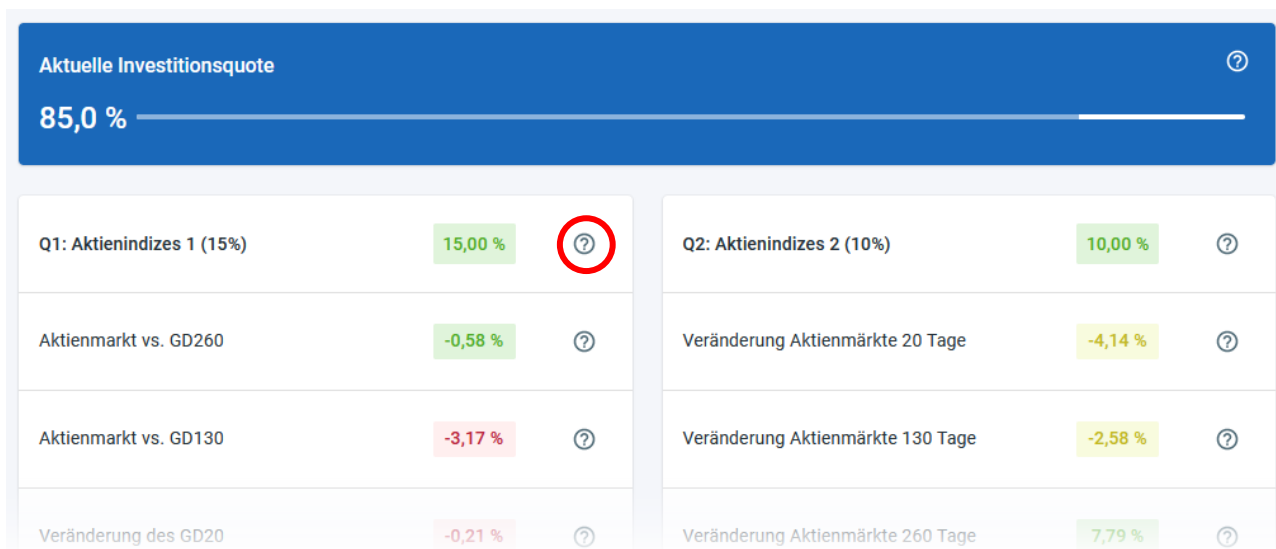 Aktuelle Investitionsquote
85,0 %
Q1: Aktienindizes 1 (15%) 15,00 %
Aktienmarkt vs. GD260 -0,58 %
Aktienmarkt vs. GD130 -3,17 %
Veränderung des GD20 -0,21 %
Q2: Aktienindizes 2 (10%) 10,00 %
Veränderung Aktienmärkte 20 Tage -4,14 %
Veränderung Aktienmärkte 130 Tage -2,58 %
Veränderung Aktienmärkte 260 Tage 7,79 %